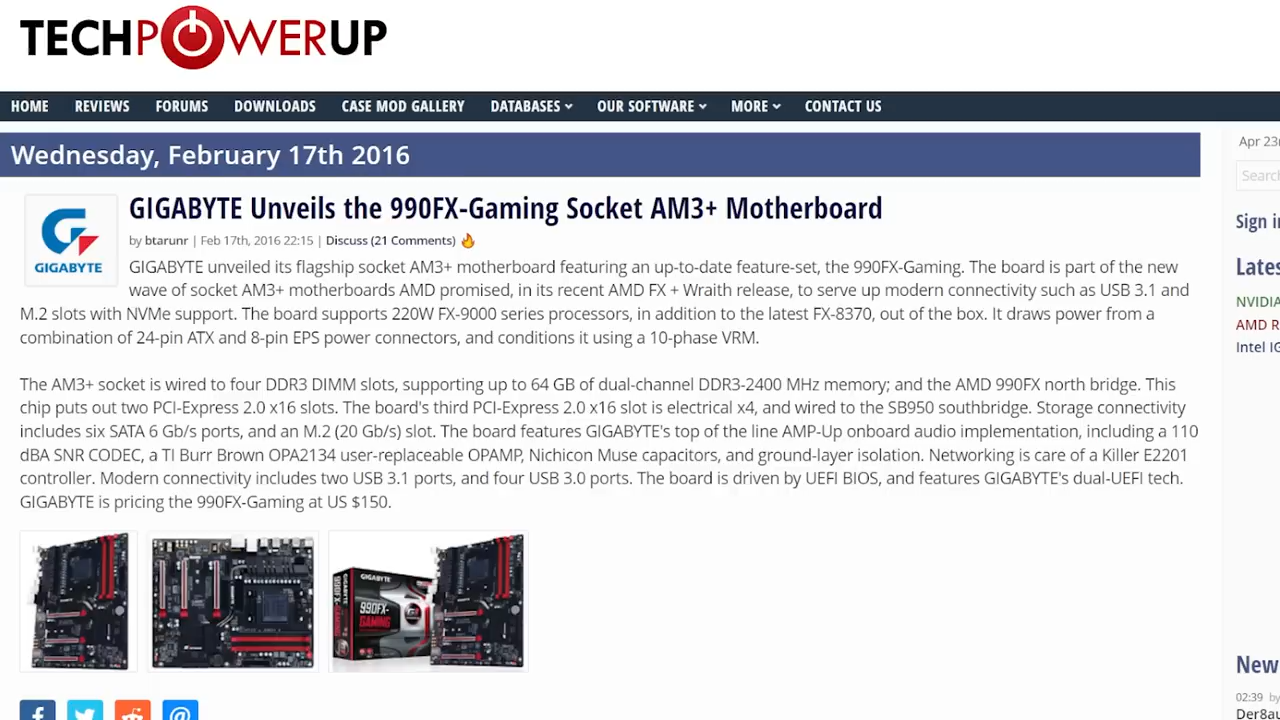 TECHPOWERUP
HOME REVIEWS FORUMS DOWNLOADS CASE MOD GALLERY DATABASES OUR SOFTWARE MORE CONTACT US
Wednesday, February 17th 2016
Apr 23
Search
Sign i
Lates
NVIDIA
AMD R
Intel I
GIGABYTE
GIGABYTE Unveils the 990FX-Gaming Socket AM3+ Motherboard
by btarunr | Feb 17th, 2016 22:15 | Discuss (21 Comments)
GIGABYTE unveiled its flagship socket AM3+ motherboard featuring an up-to-date feature-set, the 990FX-Gaming. The board is part of the new
wave of socket AM3+ motherboards AMD promised, in its recent AMD FX + Wraith release, to serve up modern connectivity such as USB 3.1 and
M.2 slots with NVMe support. The board supports 220W FX-9000 series processors, in addition to the latest FX-8370, out of the box. It draws power from a
combination of 24-pin ATX and 8-pin EPS power connectors, and conditions it using a 10-phase VRM.
The AM3+ socket is wired to four DDR3 DIMM slots, supporting up to 64 GB of dual-channel DDR3-2400 MHz memory; and the AMD 990FX north bridge. This
chip puts out two PCI-Express 2.0 x16 slots. The board's third PCI-Express 2.0 x16 slot is electrical x4, and wired to the SB950 southbridge. Storage connectivity
includes six SATA 6 Gb/s ports, and an M.2 (20 Gb/s) slot. The board features GIGABYTE's top of the line AMP-Up onboard audio implementation, including a 110
dBA SNR CODEC, a TI Burr Brown OPA2134 user-replaceable OPAMP, Nichicon Muse capacitors, and ground-layer isolation. Networking is care of a Killer E2201
controller. Modern connectivity includes two USB 3.1 ports, and four USB 3.0 ports. The board is driven by UEFI BIOS, and features GIGABYTE's dual-UEFI tech.
GIGABYTE is pricing the 990FX-Gaming at US $150.
GIGABYTE
990FX-
GAMING
New
02:39 by
Der8au